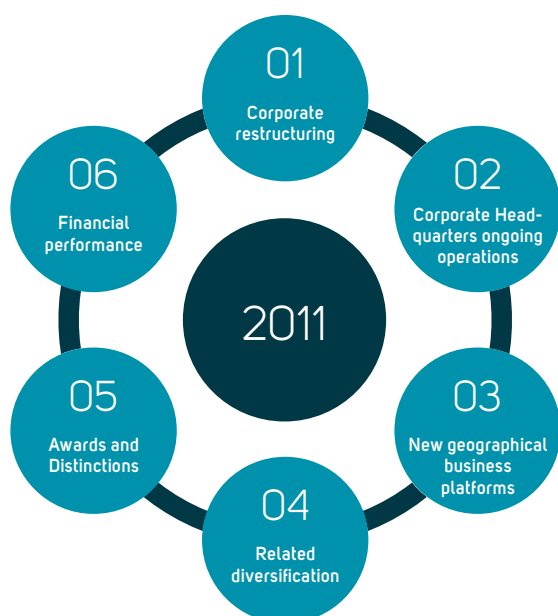 01
Corporate
restructuring
02
Corporate Head-
quarters ongoing
operations
03
New geographical
business
platforms
04
Related
diversification
05
Awards and
Distinctions
06
Financial
performance
2011